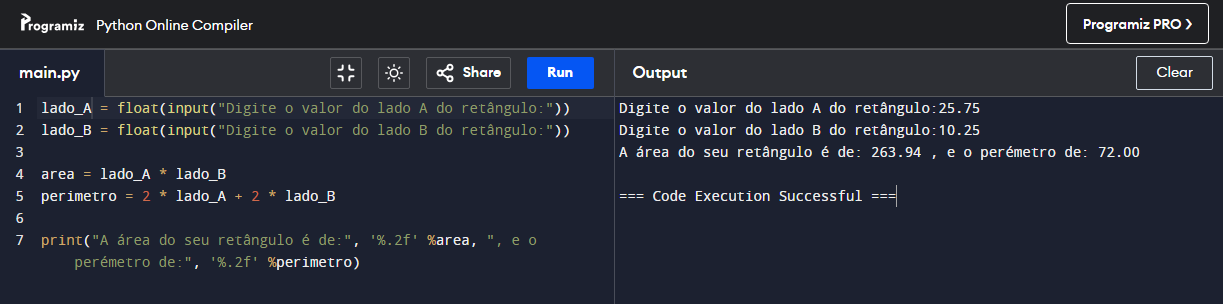 Programiz Python Online Compiler
Programiz PRO >
main.py
Share
Run
Output
Clear
1 lado_A = float(input("Digite o valor do lado A do retângulo:"))
2 lado_B = float(input("Digite o valor do lado B do retângulo:"))
3
4 area = lado_A * lado_B
5 perimetro = 2 * lado_A + 2 * lado_B
6
7 print("A área do seu retângulo é de:", '%.2f' %area, ", e o
perémetro de:", '%.2f' %perimetro)
Digite o valor do lado A do retângulo:25.75
Digite o valor do lado B do retângulo:10.25
A área do seu retângulo é de: 263.94 , e o perémetro de: 72.00
=== Code Execution Successful ===